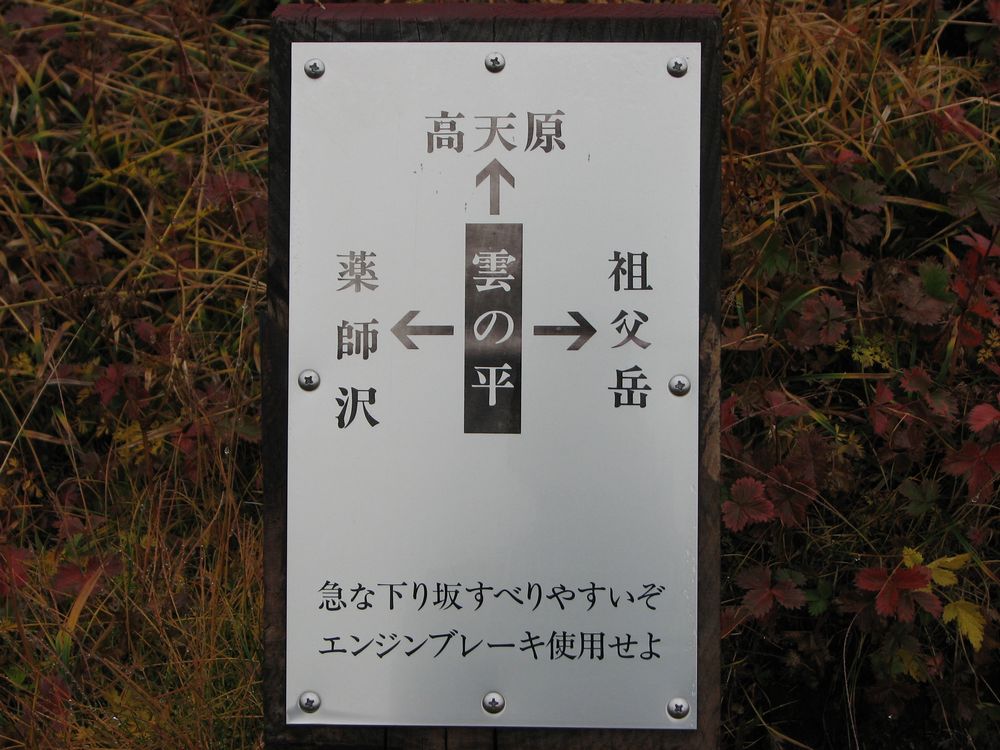 高天原
薬師沢
雲の平
祖父岳
急な下り坂すべりやすいぞ
エンジンブレーキ使用せよ